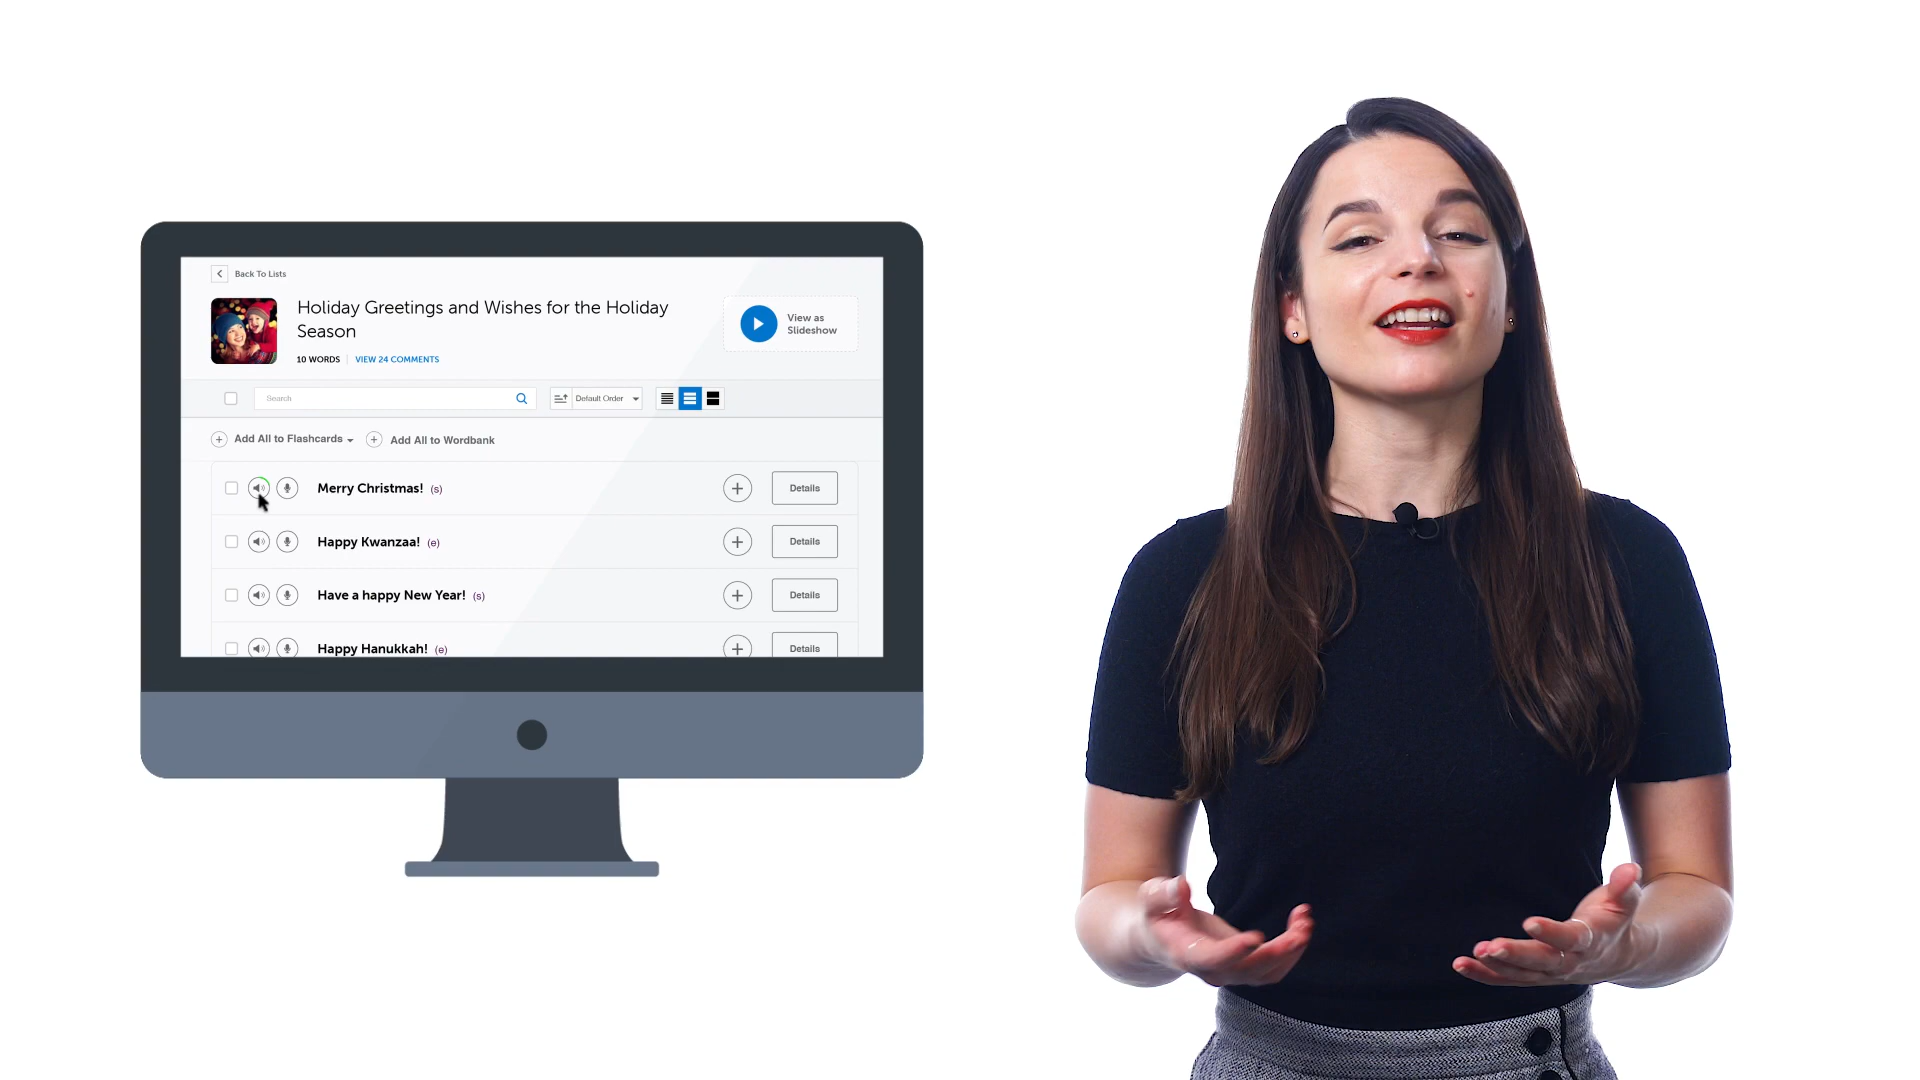 Back To Lists
Holiday Greetings and Wishes for the Holiday
Season
10 WORDS | VIEW 24 COMMENTS
View as
Slideshow
Search
Default Order
Add All to Flashcards
Add All to Wordbank
Merry Christmas! (s)
Details
Happy Kwanzaa! (e)
Details
Have a happy New Year! (s)
Details
Happy Hanukkah! (e)
Details